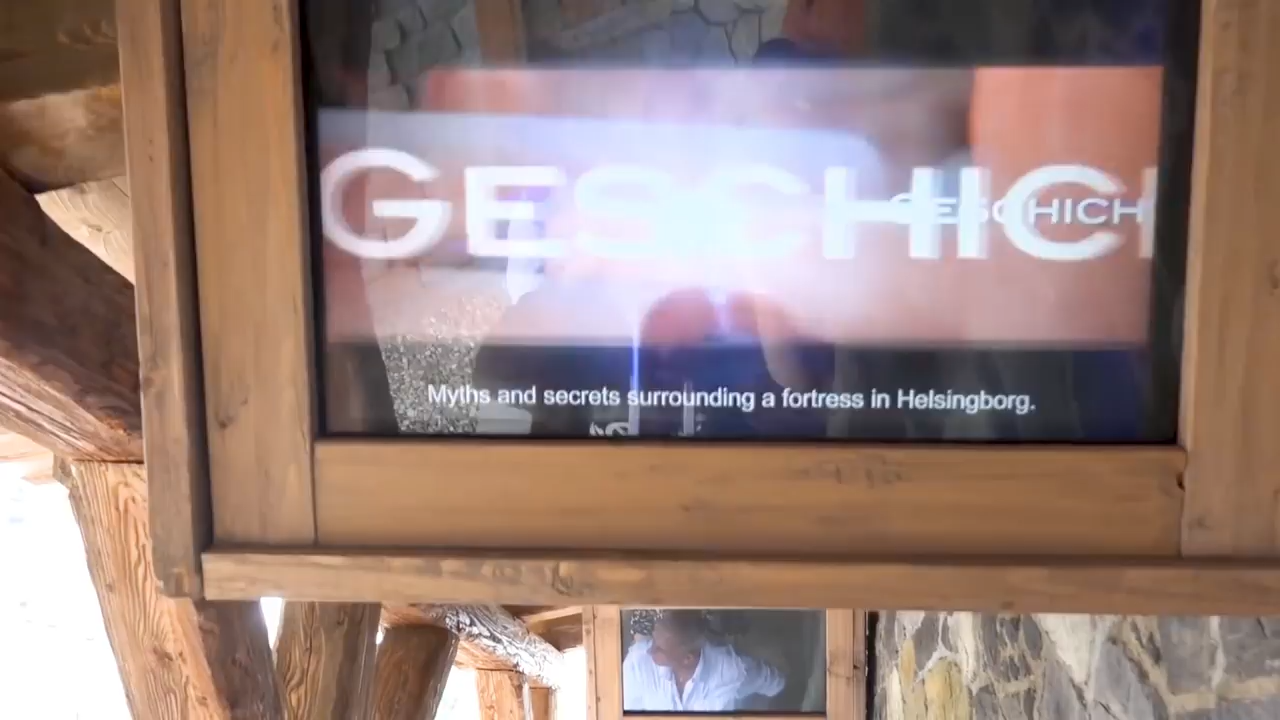 GESCHICH
GESCHICH
Myths and secrets surrounding a fortress in Helsingborg.